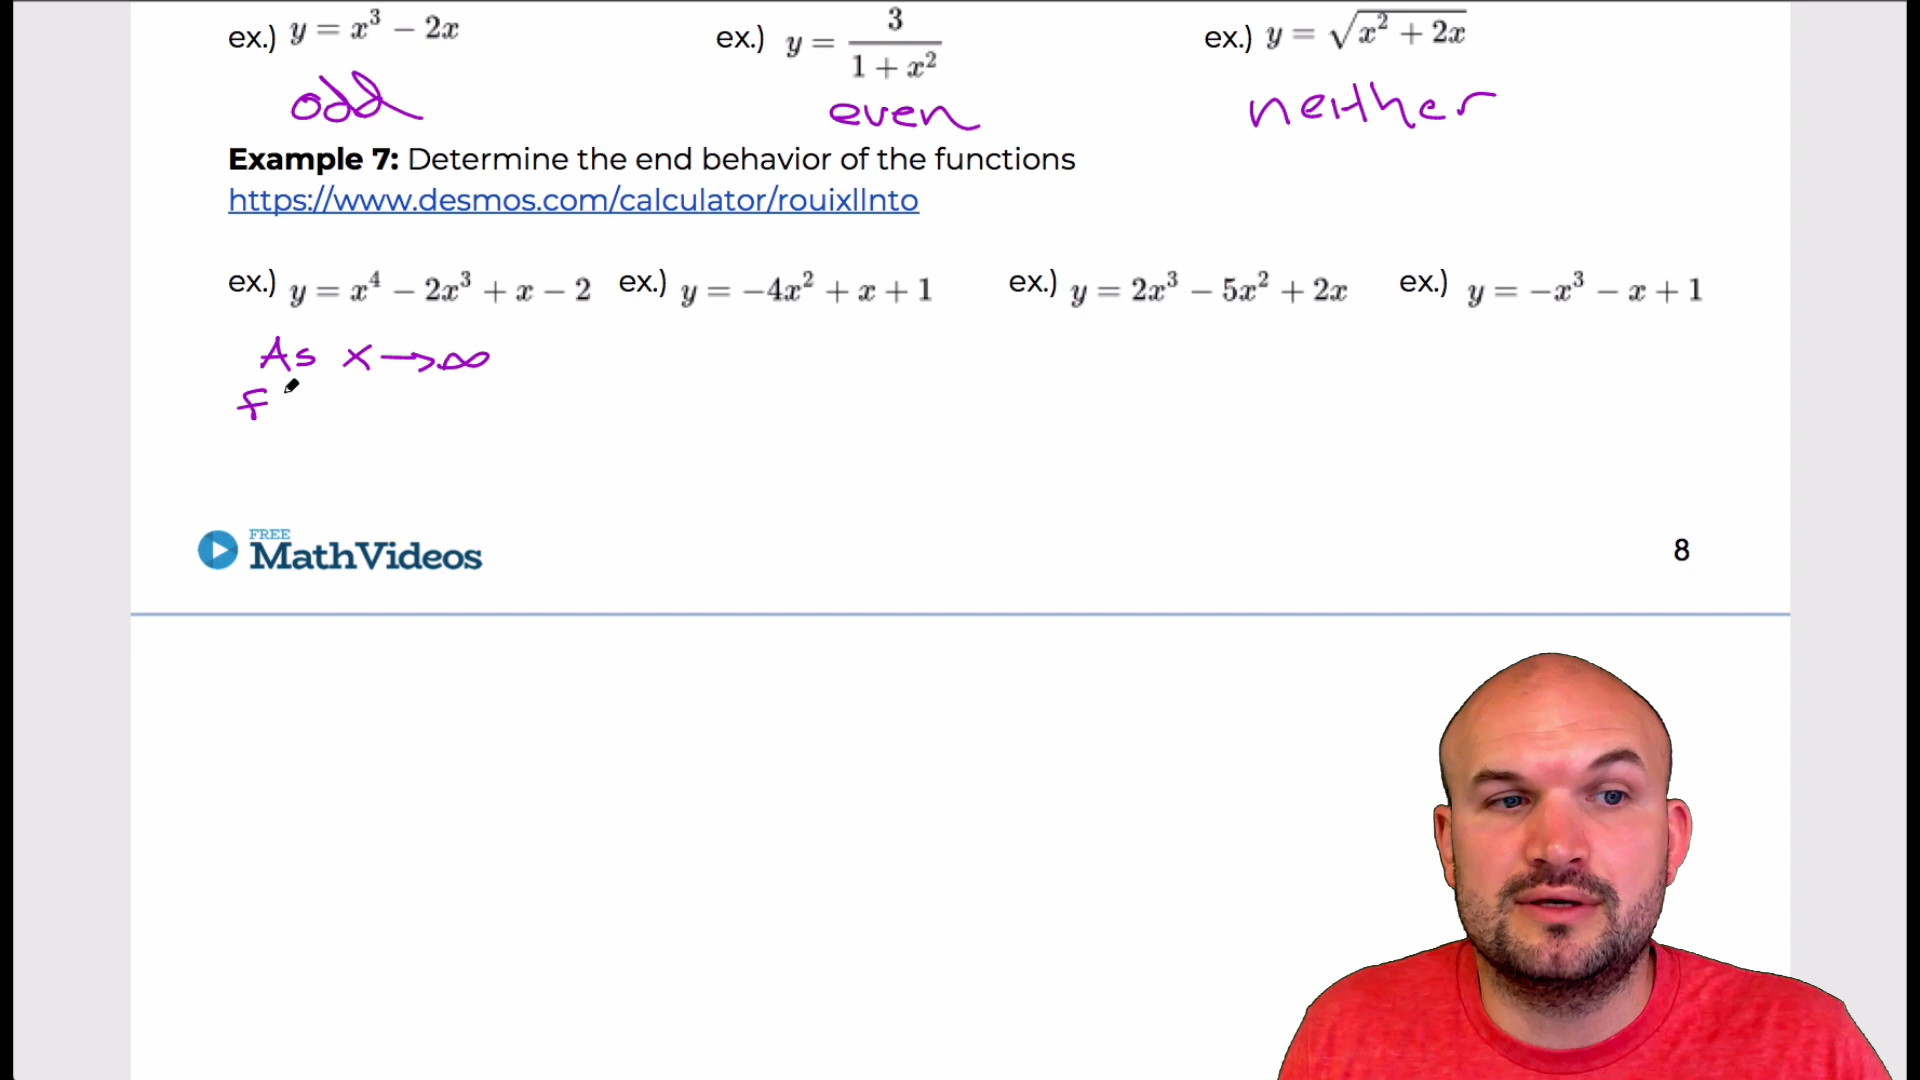 ex.) y = x³ − 2x
ex.) y = 3 / (1 + x²)
ex.) y = √(x² + 2x)
odd
even
neither
Example 7: Determine the end behavior of the functions
https://www.desmos.com/calculator/rouixllnto
ex.) y = x⁴ − 2x³ + x − 2
ex.) y = −4x² + x + 1
ex.) y = 2x³ − 5x² + 2x
ex.) y = −x³ − x + 1
As x → ∞
f
FREE
MathVideos
8